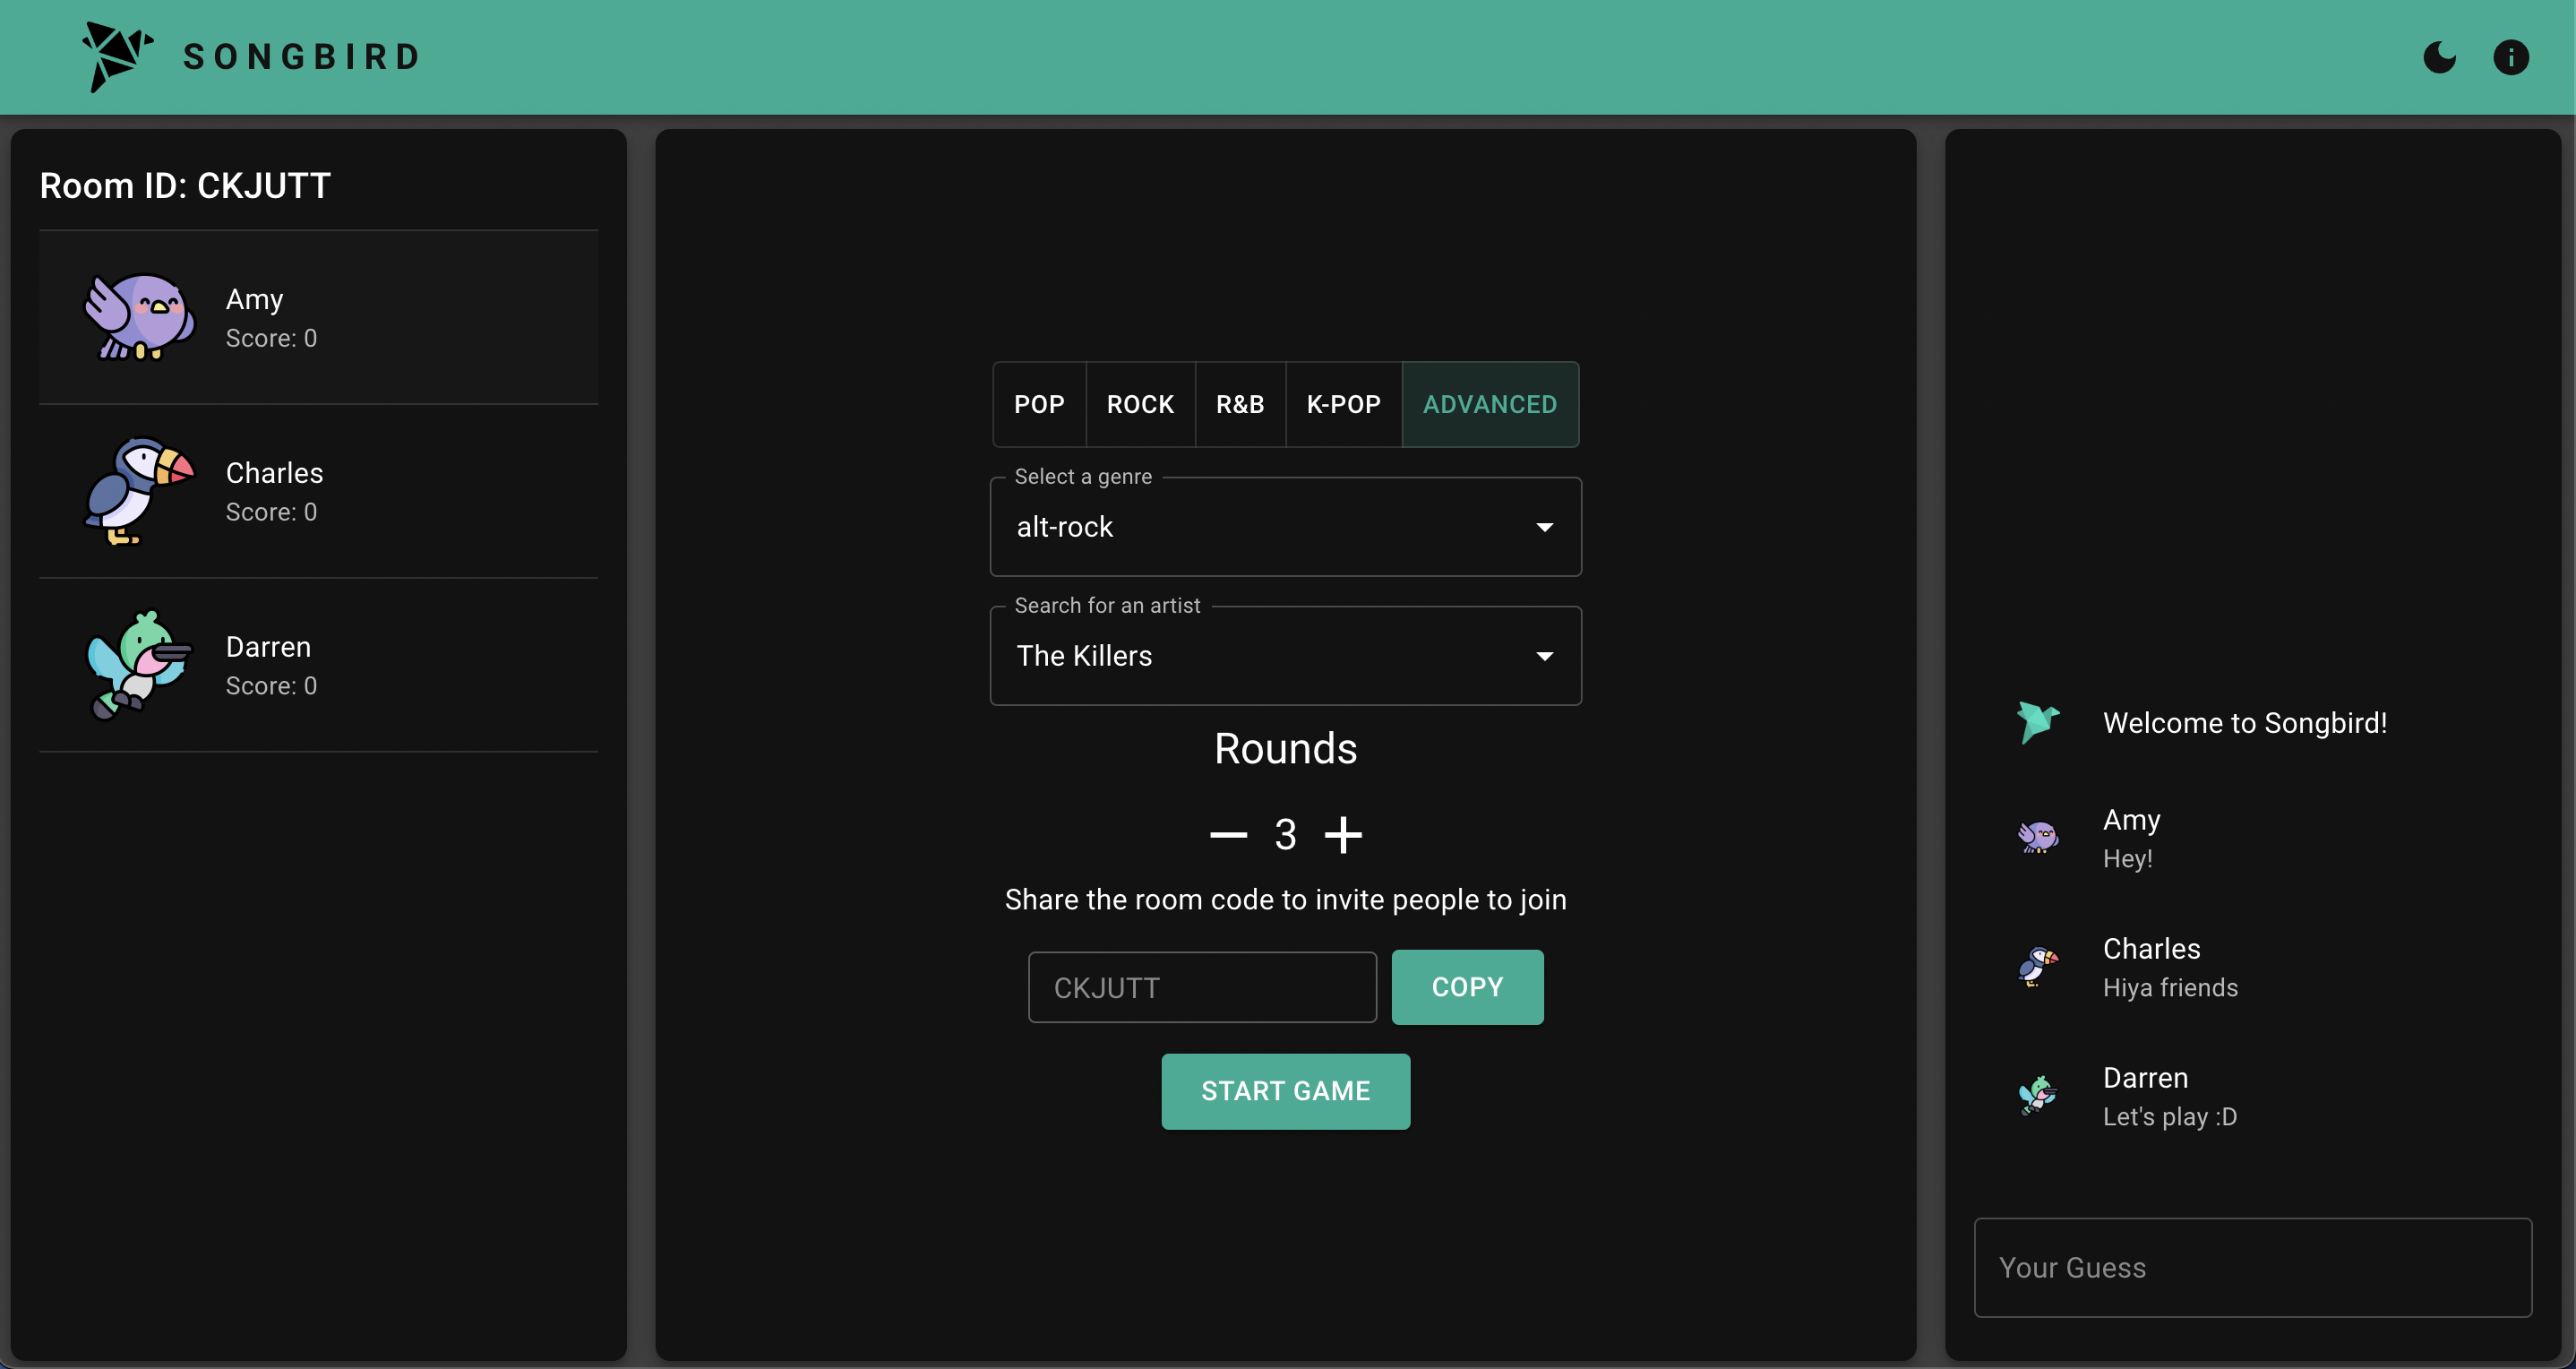 SONGBIRD
Room ID: CKJUTT
Amy
Score: 0
Charles
Score: 0
Darren
Score: 0
POP ROCK R&B K-POP ADVANCED
Select a genre
alt-rock
Search for an artist
The Killers
Rounds
3
Share the room code to invite people to join
CKJUTT COPY
START GAME
Welcome to Songbird!
Amy
Hey!
Charles
Hiya friends
Darren
Let's play :D
Your Guess